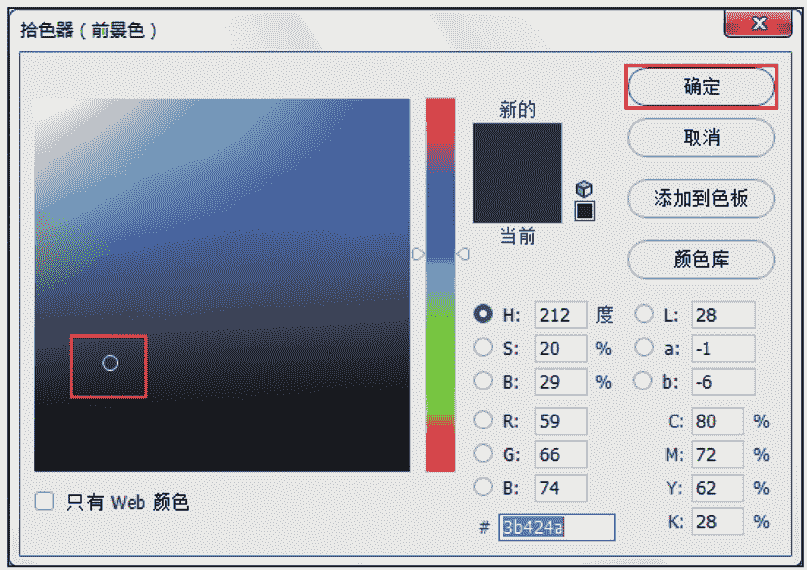 拾色器（前景色）
确定
新的
取消
添加到色板
当前
颜色库
H: 212 度 L: 28
S: 20 % a: -1
B: 29 % b: -6
R: 59 C: 80 %
G: 66 M: 72 %
B: 74 Y: 62 %
只有 Web 颜色
# 3b424a K: 28 %